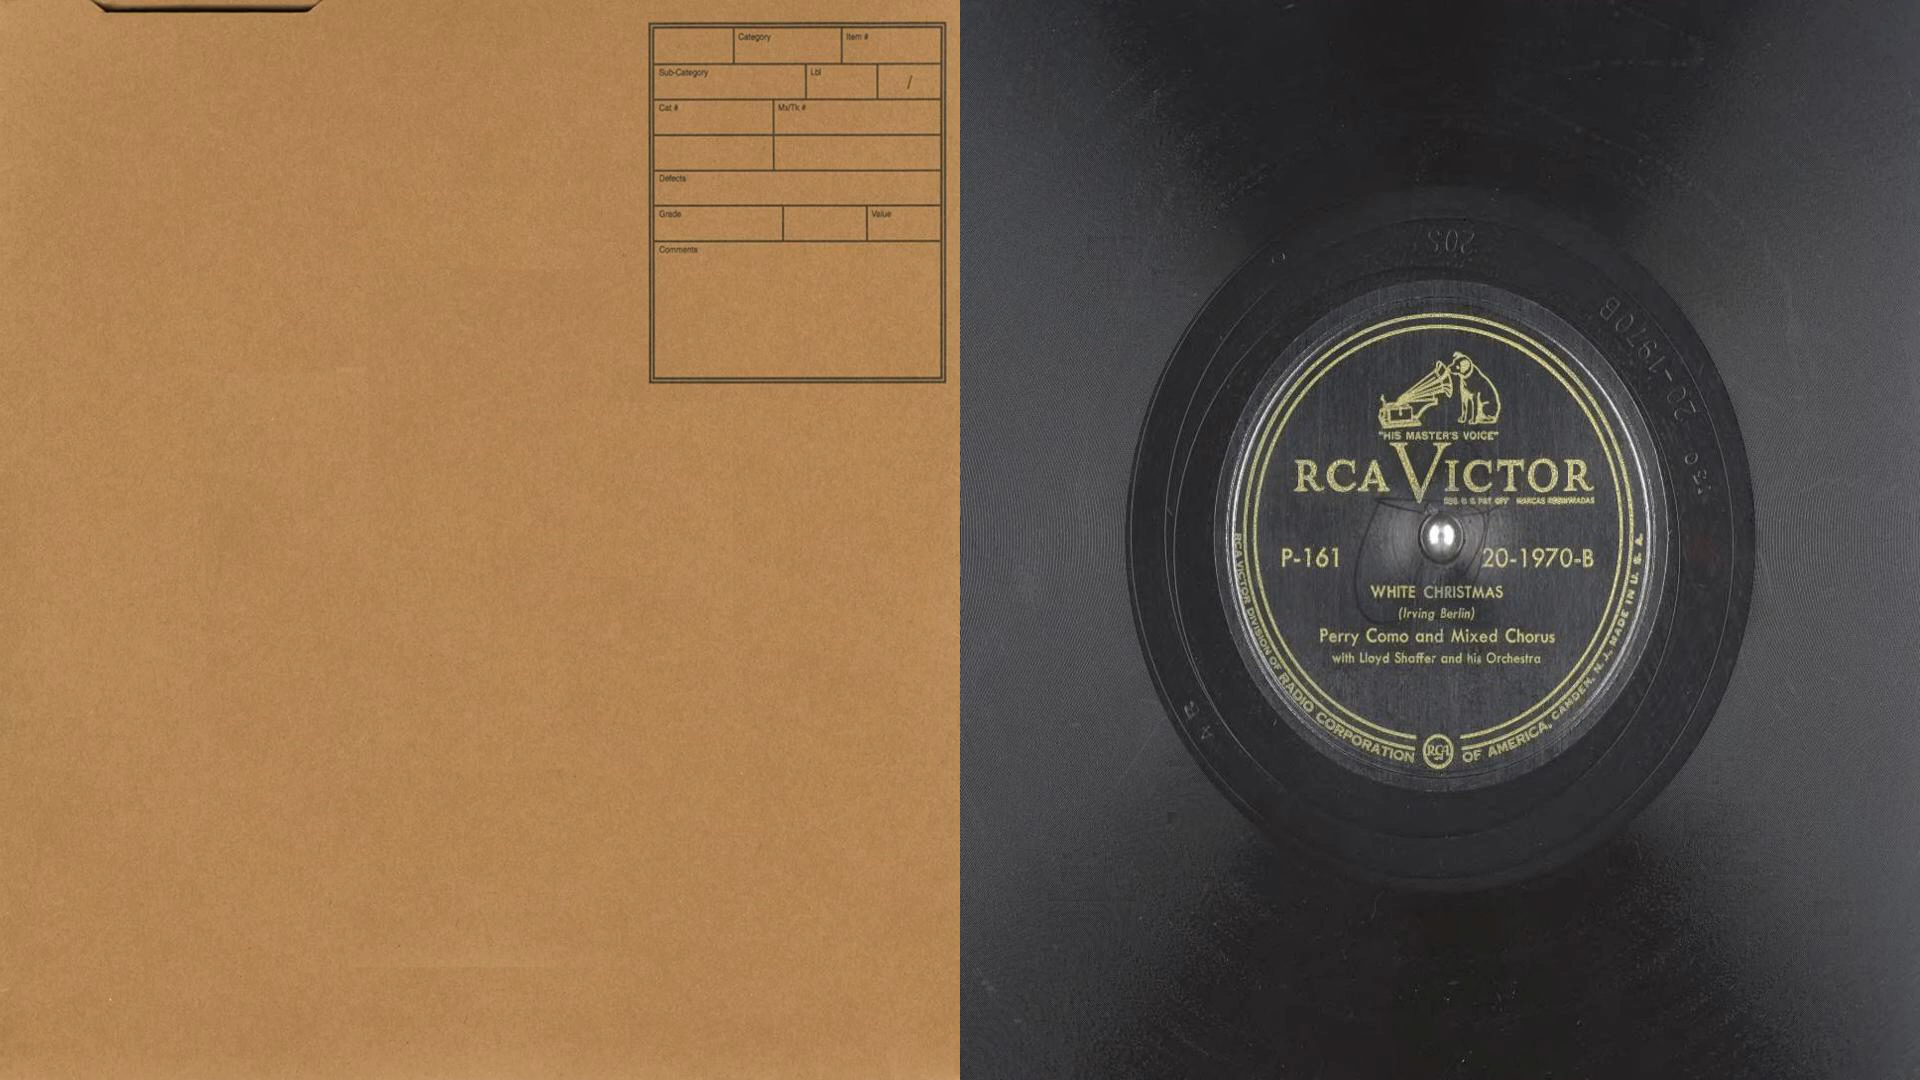 Category
Item #
Sub-Category
Lbl
/
Cat #
Mx/Tk #
Defects
Grade
Value
Comments
20S7
20-1970B
"HIS MASTER'S VOICE"
RCA VICTOR
P-161
20-1970-B
WHITE CHRISTMAS
(Irving Berlin)
Perry Como and Mixed Chorus
with Lloyd Shaffer and his Orchestra
RCA VICTOR DIVISION OF RADIO CORPORATION OF AMERICA, CAMDEN, N. J., MADE IN U. S. A.
RCA